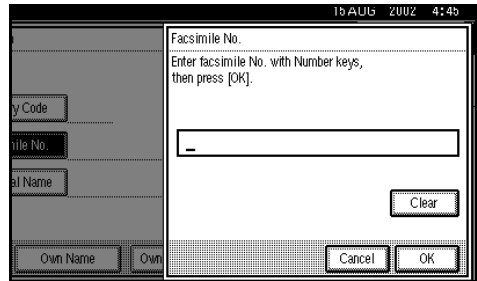 15 AUG 2002 4:45
Facsimile No.
Enter facsimile No. with Number keys,
then press [OK].
y Code
mile No.
al Name
Clear
Own Name
Own
Cancel
OK